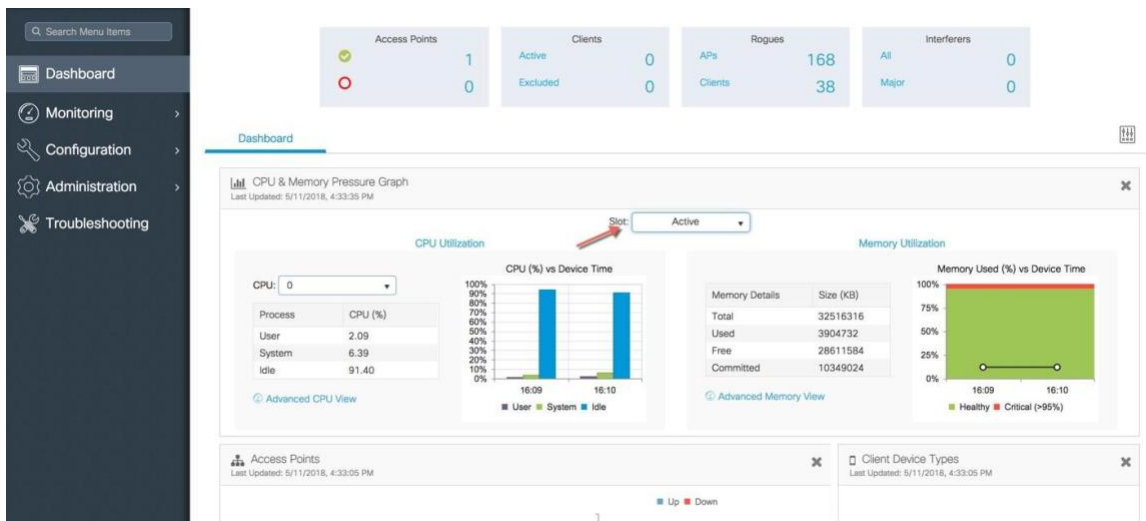 Search Menu Items
Dashboard
Monitoring
Configuration
Administration
Troubleshooting
Access Points
1
0
Clients
Active 0
Excluded 0
Rogues
APs 168
Clients 38
Interferers
All 0
Major 0
Dashboard
CPU & Memory Pressure Graph
Last Updated: 5/11/2018, 4:33:35 PM
Slot: Active
CPU Utilization
CPU: 0
Process CPU (%)
User 2.09
System 6.39
Idle 91.40
Advanced CPU View
CPU (%) vs Device Time
100%
90%
80%
70%
60%
50%
40%
30%
20%
10%
0%
16:09 16:10
User System Idle
Memory Utilization
Memory Details Size (KB)
Total 32516316
Used 3904732
Free 28611584
Committed 10349024
Advanced Memory View
Memory Used (%) vs Device Time
100%
75%
50%
25%
0%
16:09 16:10
Healthy Critical (>95%)
Access Points
Last Updated: 5/11/2018, 4:33:05 PM
Up Down
1
Client Device Types
Last Updated: 5/11/2018, 4:33:05 PM